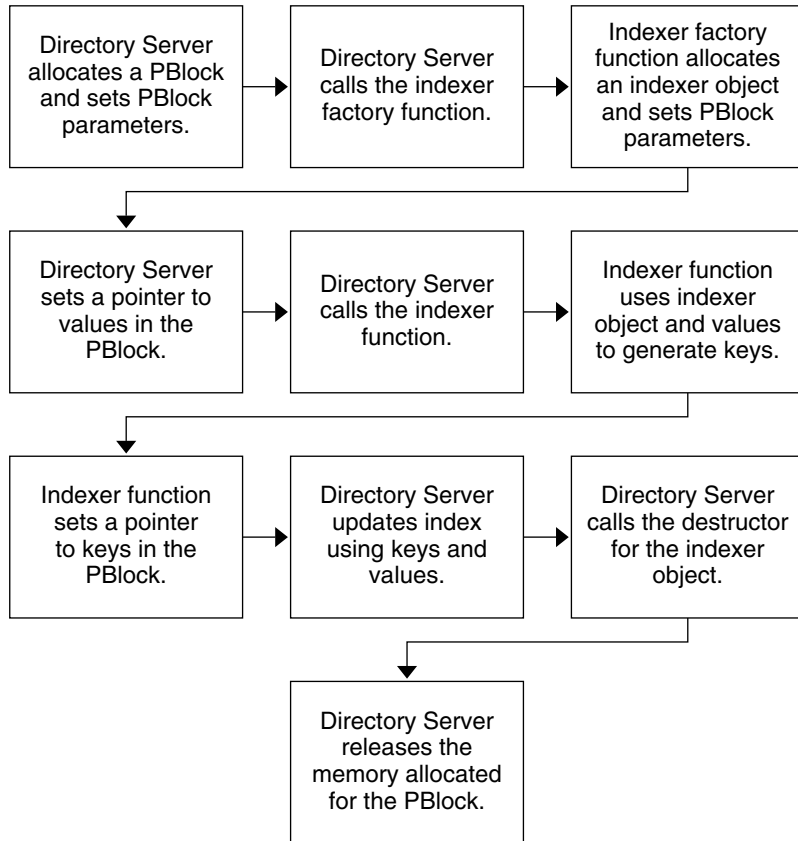 Directory Server
allocates a PBlock
and sets PBlock
parameters.
Directory Server
calls the indexer
factory function.
Indexer factory
function allocates
an indexer object
and sets PBlock
parameters.
Directory Server
sets a pointer to
values in the
PBlock.
Directory Server
calls the indexer
function.
Indexer function
uses indexer
object and values
to generate keys.
Indexer function
sets a pointer
to keys in the
PBlock.
Directory Server
updates index
using keys and
values.
Directory Server
calls the destructor
for the indexer
object.
Directory Server
releases the
memory allocated
for the PBlock.